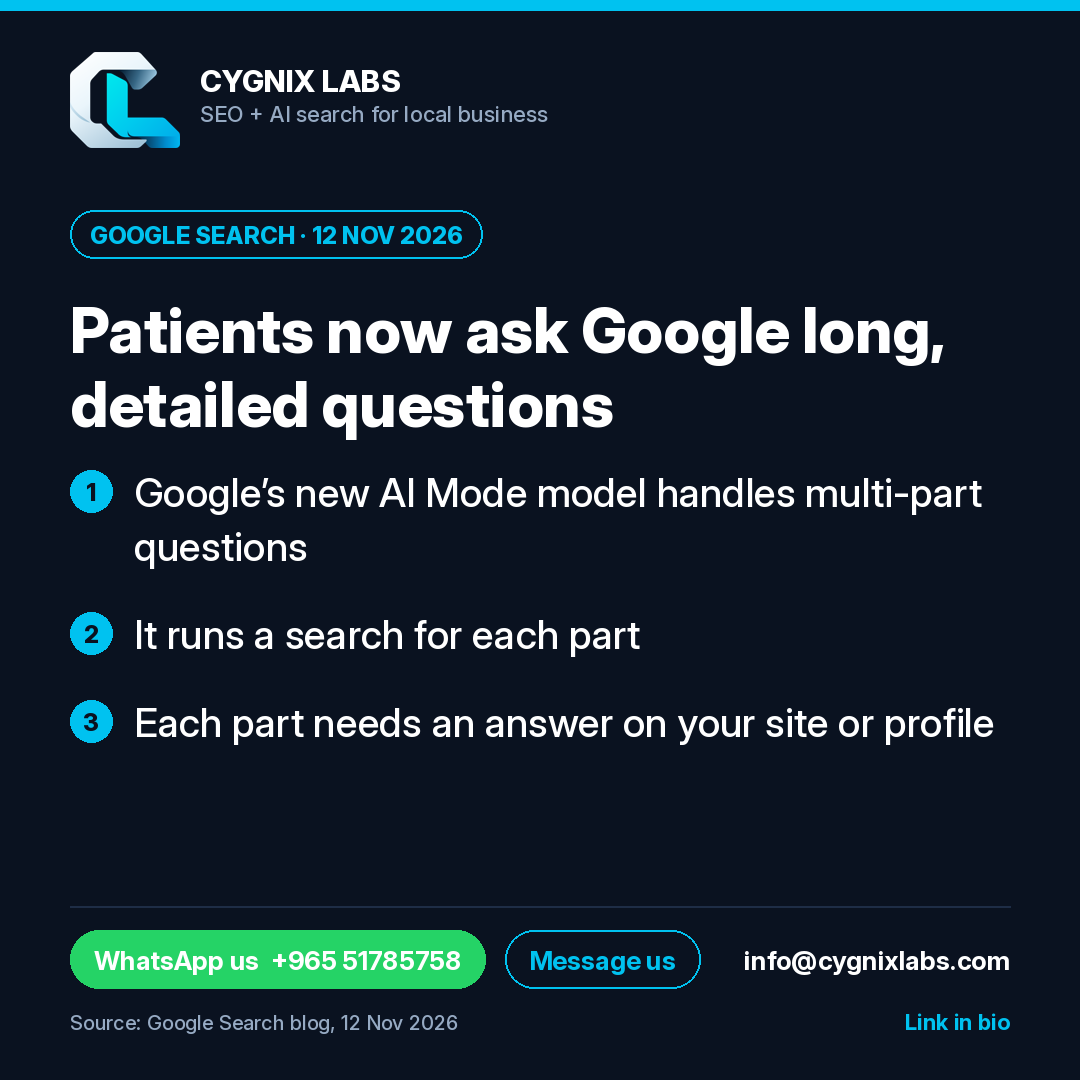 CYGNIX LABS
SEO + AI search for local business
GOOGLE SEARCH · 12 NOV 2026
Patients now ask Google long,
detailed questions
1 Google’s new AI Mode model handles multi-part
questions
2 It runs a search for each part
3 Each part needs an answer on your site or profile
WhatsApp us +965 51785758
Message us
info@cygnixlabs.com
Source: Google Search blog, 12 Nov 2026
Link in bio